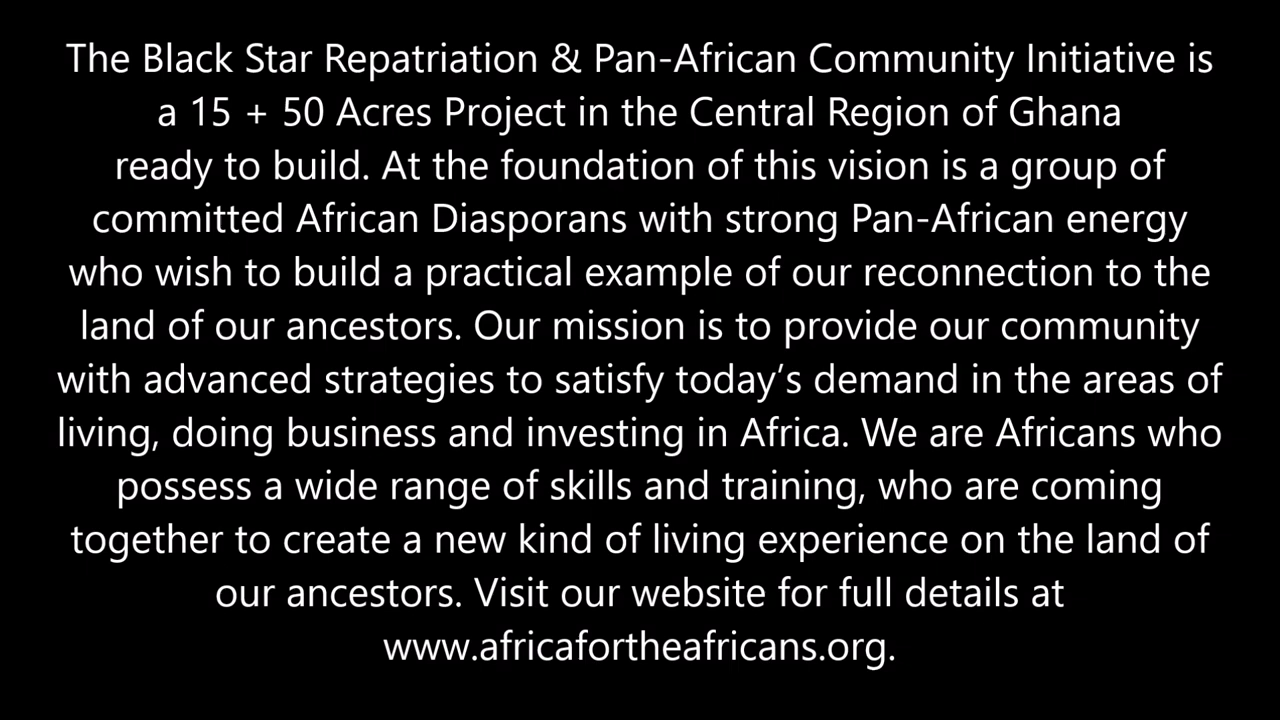 The Black Star Repatriation & Pan-African Community Initiative is
a 15 + 50 Acres Project in the Central Region of Ghana
ready to build. At the foundation of this vision is a group of
committed African Diasporans with strong Pan-African energy
who wish to build a practical example of our reconnection to the
land of our ancestors. Our mission is to provide our community
with advanced strategies to satisfy today’s demand in the areas of
living, doing business and investing in Africa. We are Africans who
possess a wide range of skills and training, who are coming
together to create a new kind of living experience on the land of
our ancestors. Visit our website for full details at
www.africafortheafricans.org.